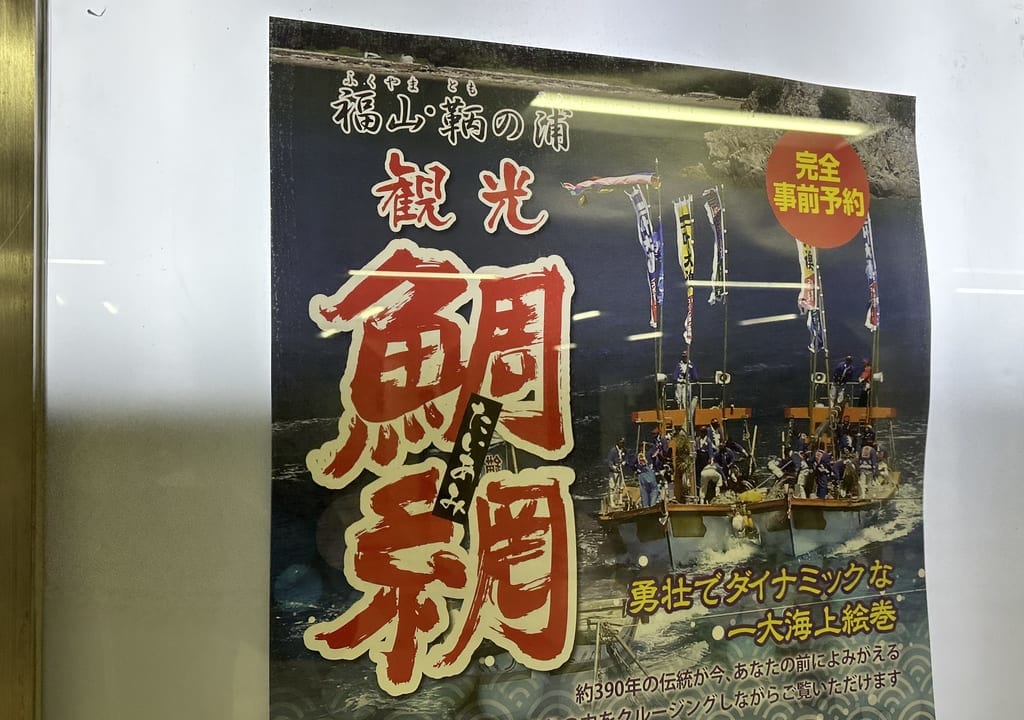 ふくやま とも
福山・鞆の浦
観光
鯛網
たいあみ
完全
事前予約
勇壮でダイナミックな
一大海上絵巻
約390年の伝統が今、あなたの前によみがえる
をクルージングしながらご覧いただけます